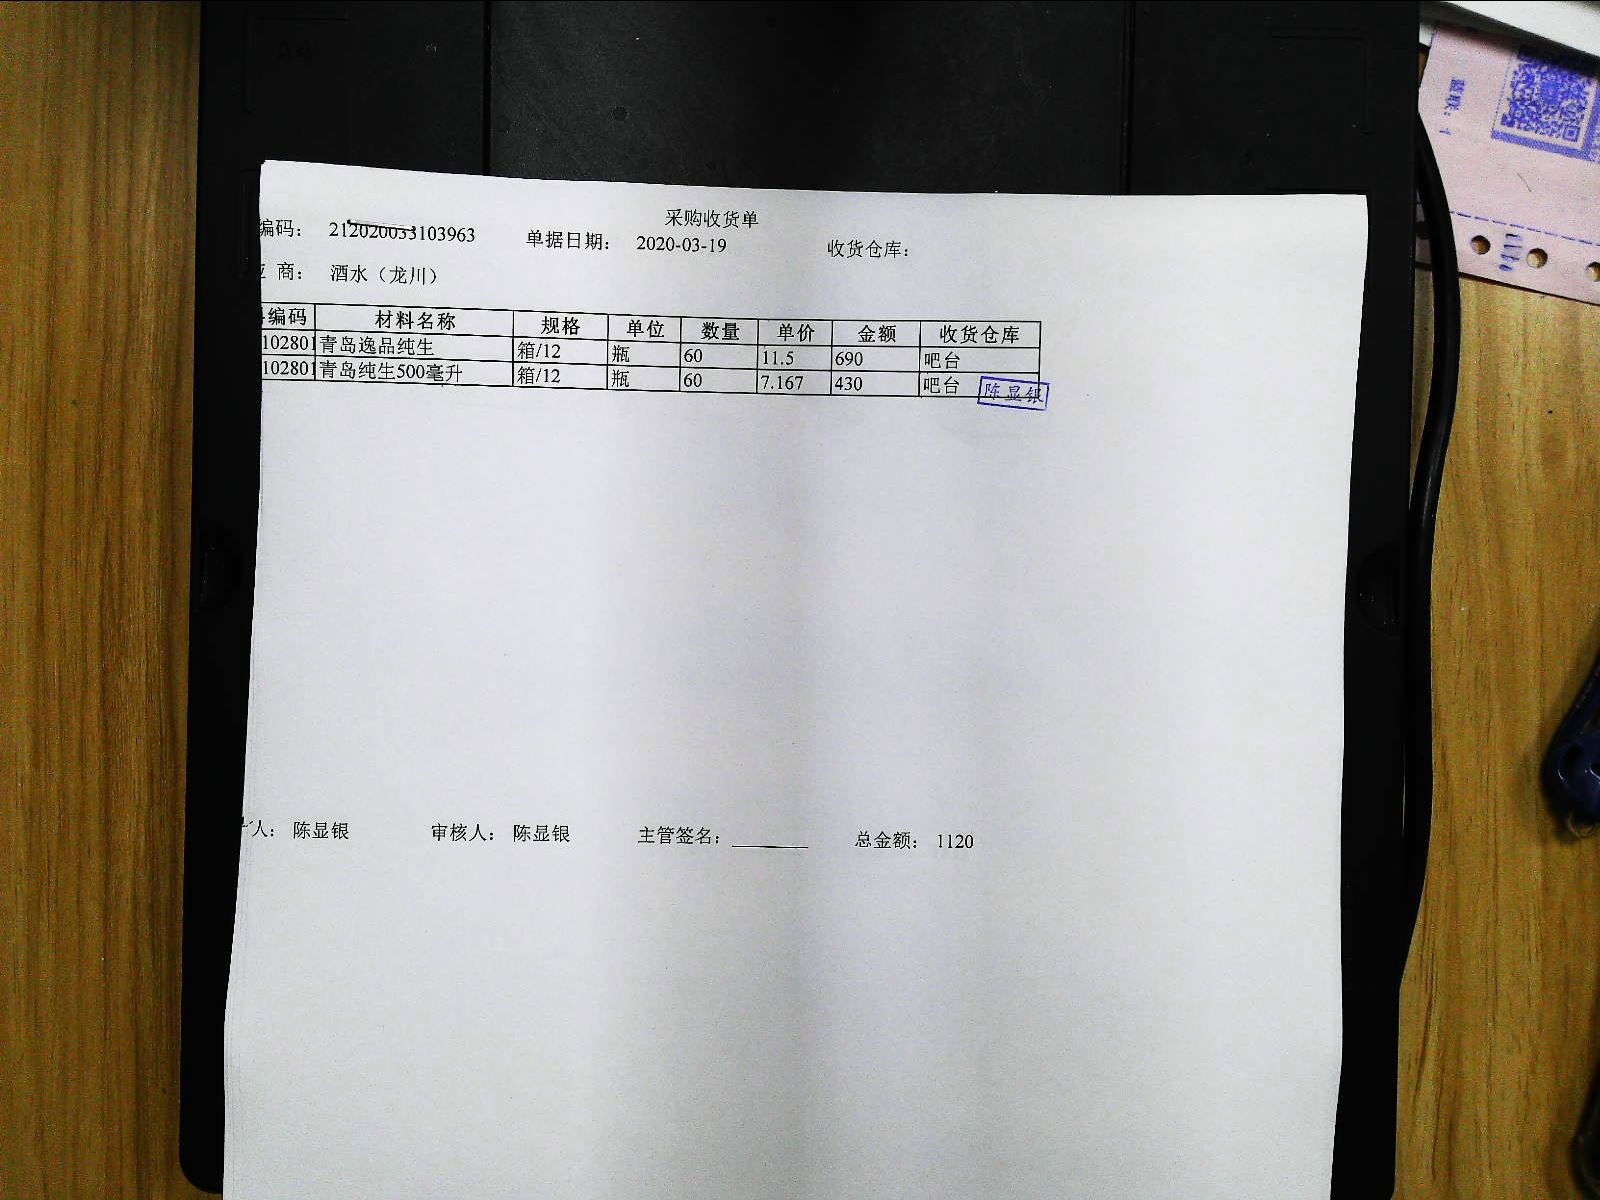 采购收货单
编码： 212020033103963 单据日期： 2020-03-19 收货仓库：
商： 酒水（龙川）
编码 材料名称 规格 单位 数量 单价 金额 收货仓库
102801 青岛逸品纯生 箱/12 瓶 60 11.5 690 吧台
102801 青岛纯生500毫升 箱/12 瓶 60 7.167 430 吧台
陈显银
人： 陈显银 审核人： 陈显银 主管签名： 总金额： 1120